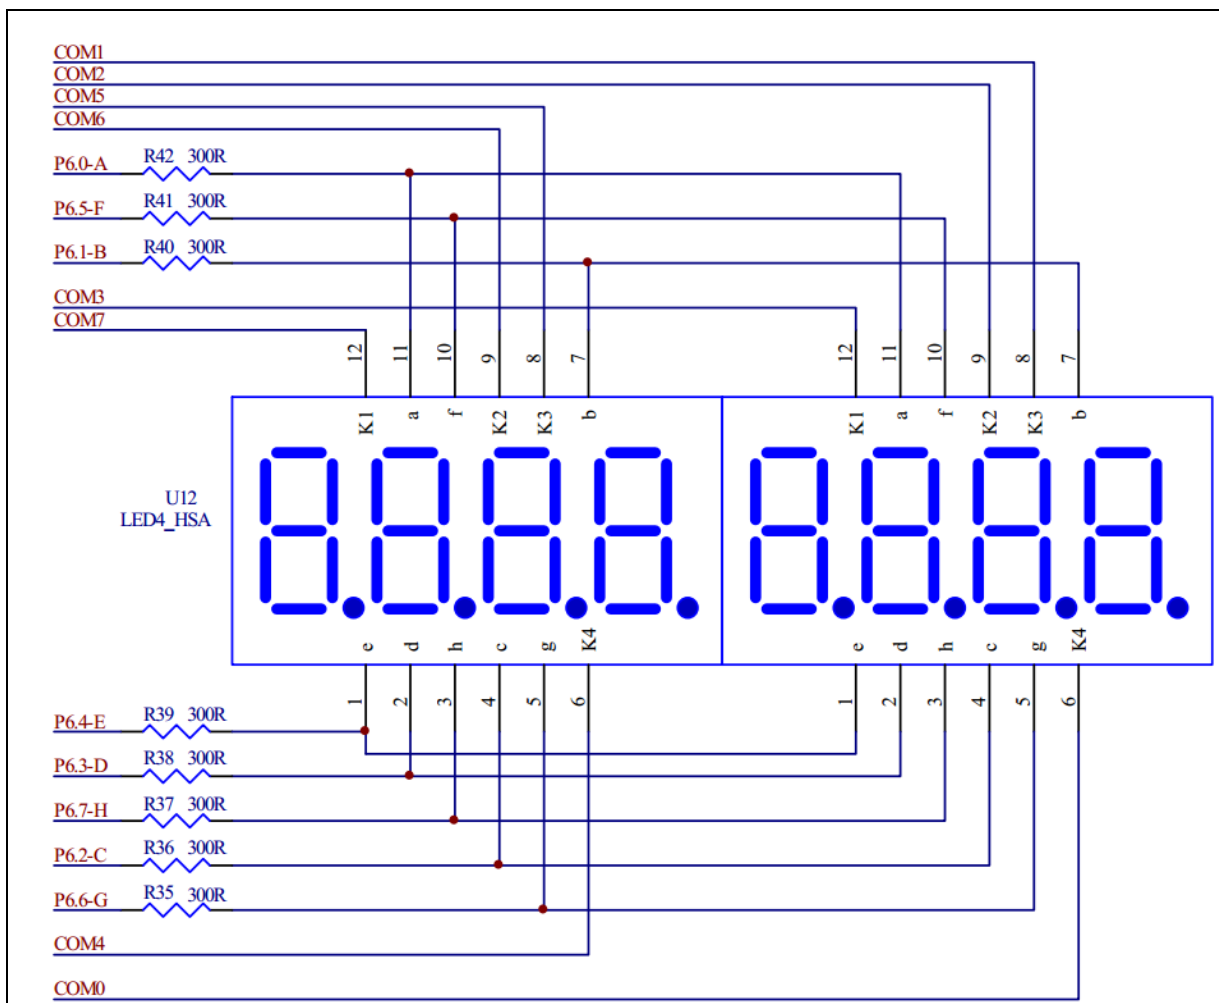 COM1
COM2
COM5
COM6
P6.0-A R42 300R
P6.5-F R41 300R
P6.1-B R40 300R
COM3
COM7
12 11 10 9 8 7 12 11 10 9 8 7
K1 a f K2 K3 b K1 a f K2 K3 b
U12
LED4_HSA
e d h c g K4 e d h c g K4
1 2 3 4 5 6 1 2 3 4 5 6
P6.4-E R39 300R
P6.3-D R38 300R
P6.7-H R37 300R
P6.2-C R36 300R
P6.6-G R35 300R
COM4
COM0